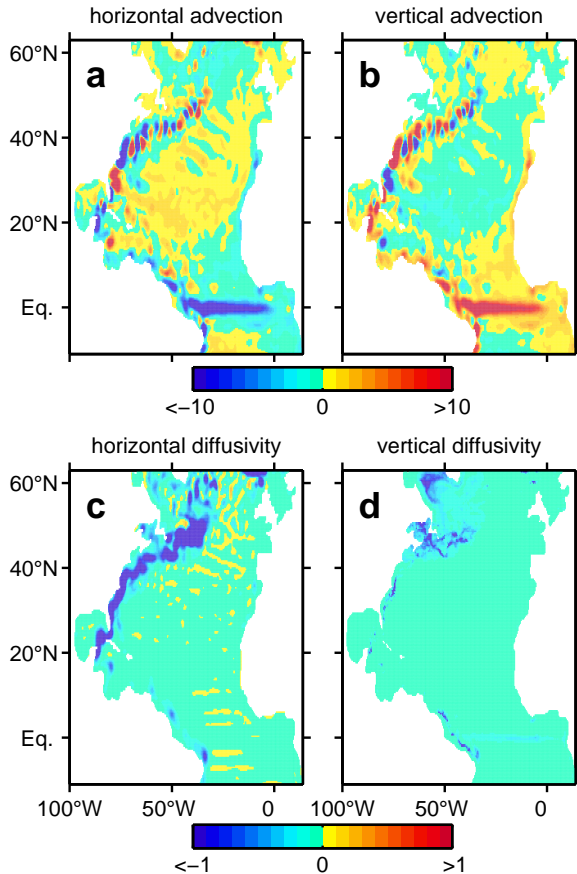 horizontal advection vertical advection
60°N a b
40°N
20°N
Eq.
<−10 0 >10
horizontal diffusivity vertical diffusivity
60°N c d
40°N
20°N
Eq.
100°W 50°W 0 100°W 50°W 0
<−1 0 >1